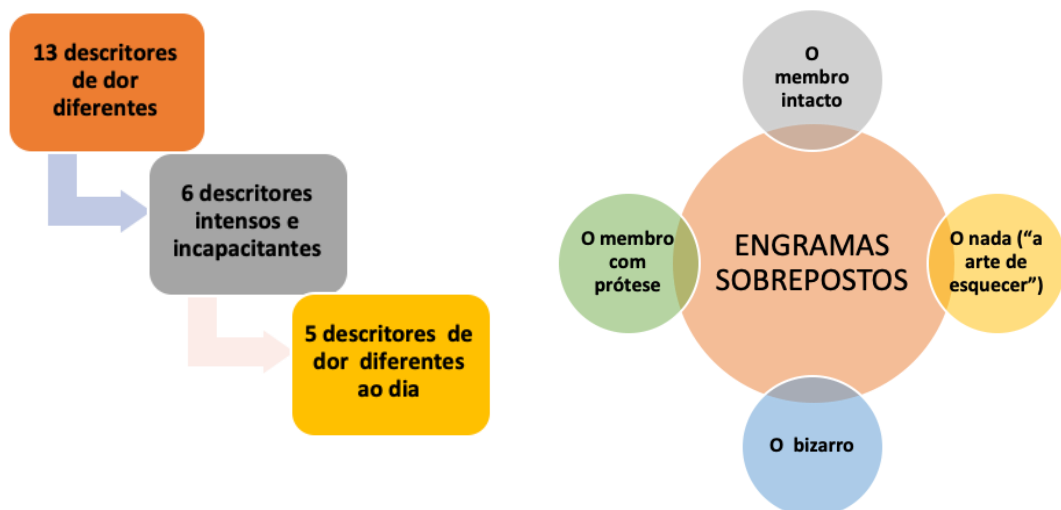 13 descritores
de dor
diferentes
6 descritores
intensos e
incapacitantes
5 descritores de
dor diferentes
ao dia
O
membro
intacto
O membro
com
prótese
ENGRAMAS
SOBREPOSTOS
O nada (“a
arte de
esquecer”)
O bizarro